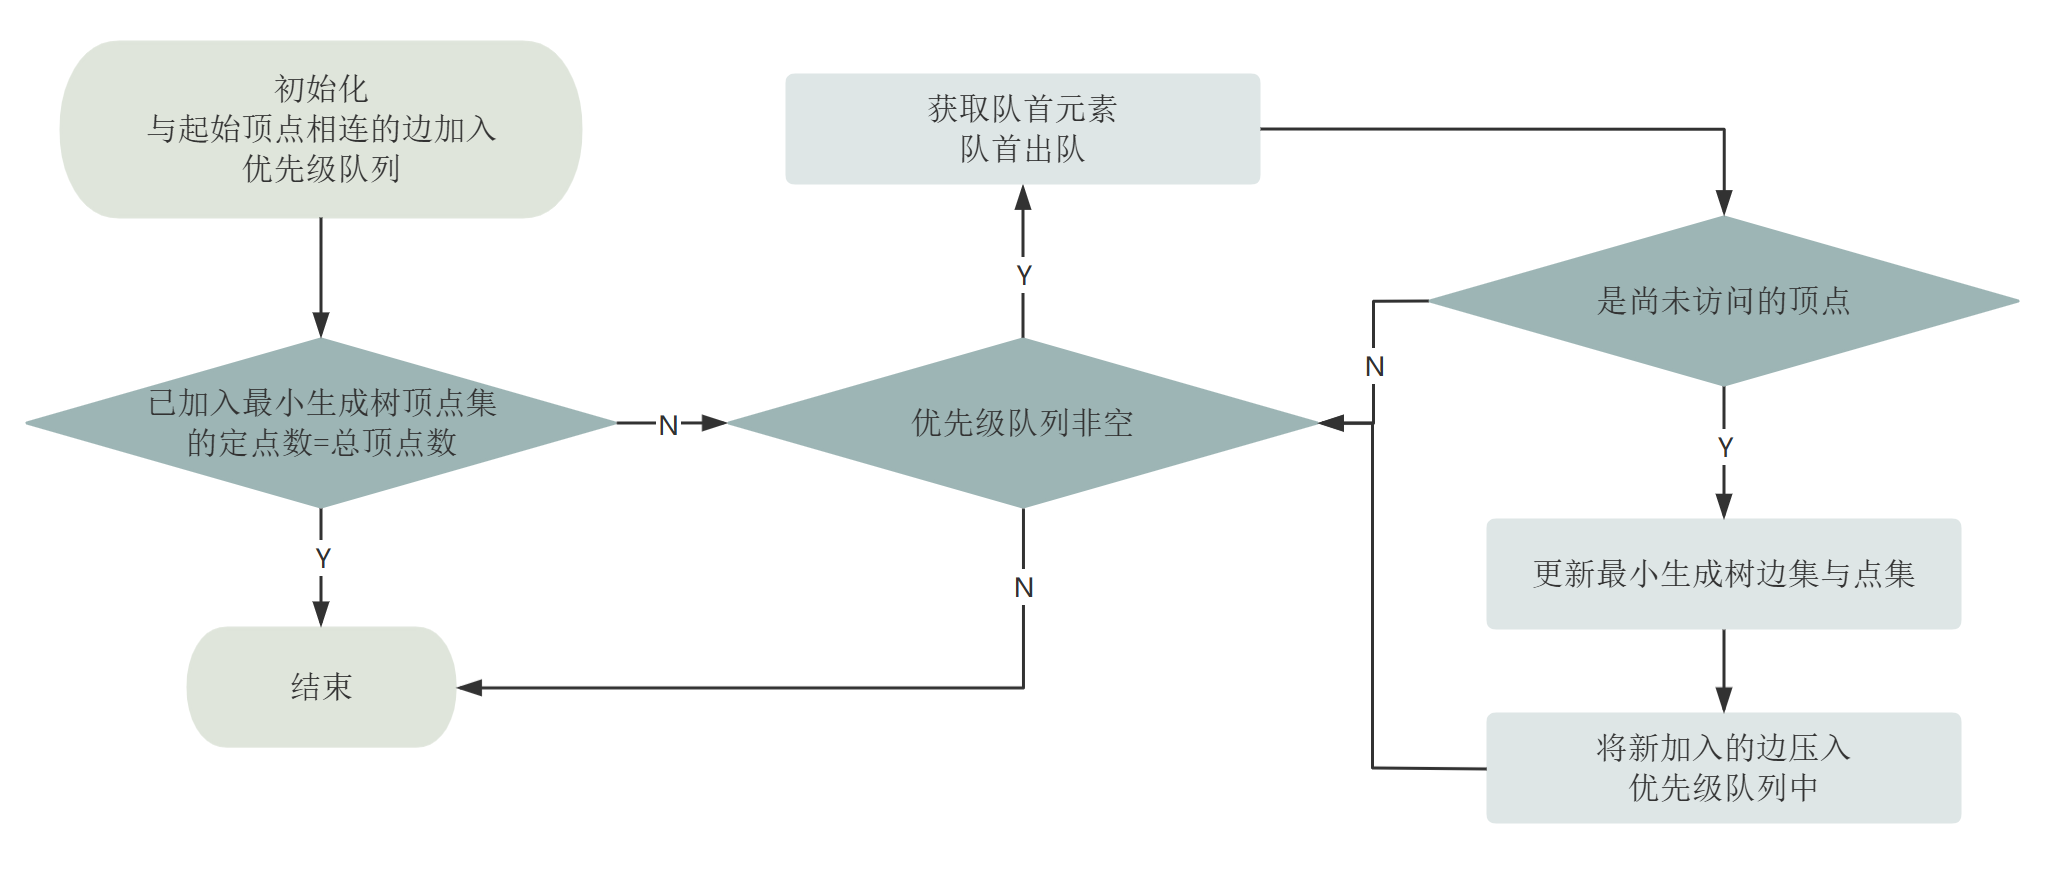 初始化
与起始顶点相连的边加入
优先级队列
获取队首元素
队首出队
Y
是尚未访问的顶点
N
已加入最小生成树顶点集
的定点数=总顶点数
N
优先级队列非空
Y
Y
N
更新最小生成树边集与点集
结束
将新加入的边压入
优先级队列中